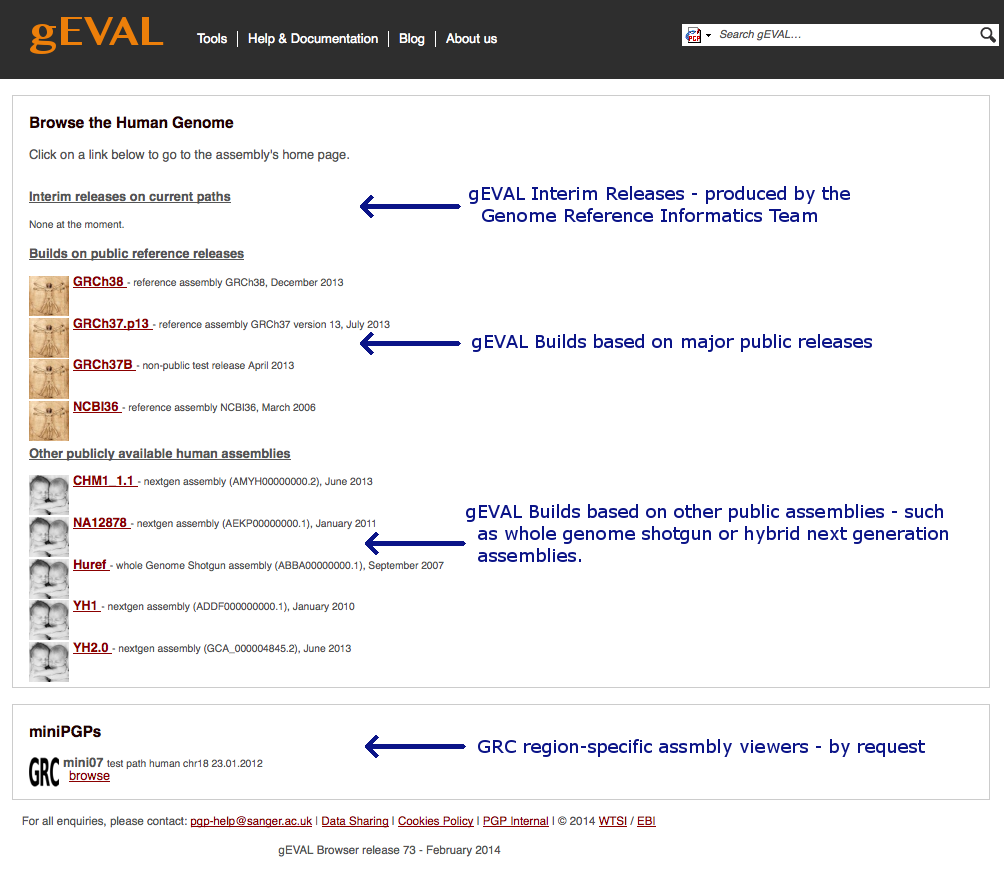 gEVAL
Tools | Help & Documentation | Blog | About us
PGP
Search gEVAL...
Browse the Human Genome
Click on a link below to go to the assembly's home page.
Interim releases on current paths
gEVAL Interim Releases - produced by the
Genome Reference Informatics Team
None at the moment.
Builds on public reference releases
GRCh38 - reference assembly GRCh38, December 2013
GRCh37.p13 - reference assembly GRCh37 version 13, July 2013
gEVAL Builds based on major public releases
GRCh37B - non-public test release April 2013
NCBI36 - reference assembly NCBI36, March 2006
Other publicly available human assemblies
CHM1_1.1 - nextgen assembly (AMYH00000000.2), June 2013
NA12878 - nextgen assembly (AEKP00000000.1), January 2011
gEVAL Builds based on other public assemblies - such
as whole genome shotgun or hybrid next generation
assemblies.
Huref - whole Genome Shotgun assembly (ABBA00000000.1), September 2007
YH1 - nextgen assembly (ADDF000000000.1), January 2010
YH2.0 - nextgen assembly (GCA_000004845.2), June 2013
miniPGPs
GRC region-specific assmbly viewers - by request
GRC mini07 test path human chr18 23.01.2012
browse
For all enquiries, please contact: pgp-help@sanger.ac.uk | Data Sharing | Cookies Policy | PGP Internal | © 2014 WTSI / EBI
gEVAL Browser release 73 - February 2014